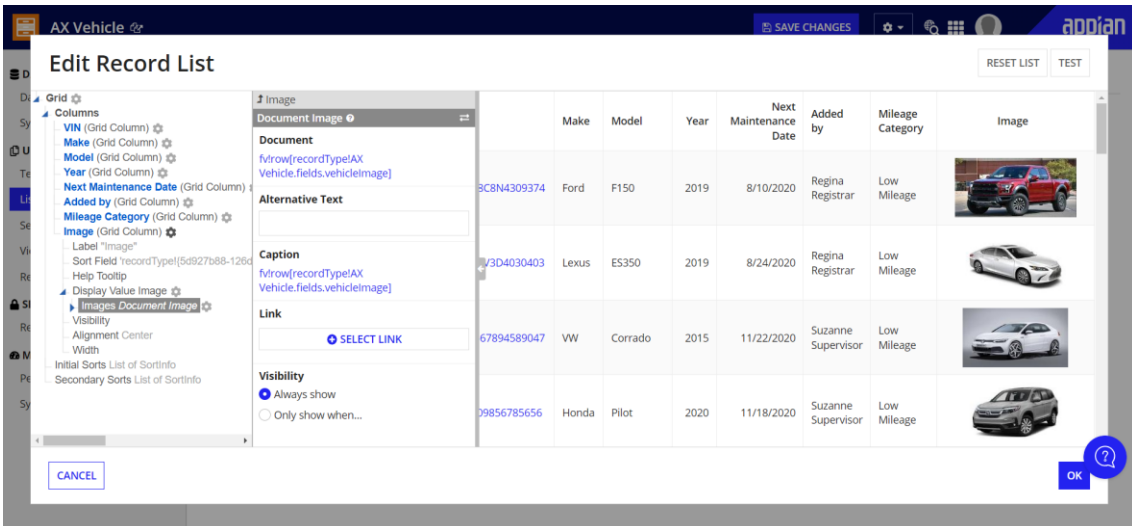 AX Vehicle
SAVE CHANGES
appian
Edit Record List
RESET LIST
TEST
Grid
Columns
VIN (Grid Column)
Make (Grid Column)
Model (Grid Column)
Year (Grid Column)
Next Maintenance Date (Grid Column)
Added by (Grid Column)
Mileage Category (Grid Column)
Image (Grid Column)
Label "Image"
Sort Field 'recordType!{5d927b88-126d
Help Tooltip
Display Value Image
Images Document Image
Visibility
Alignment Center
Width
Initial Sorts List of SortInfo
Secondary Sorts List of SortInfo
Image
Document Image
Document
fv!row[recordType!AX
Vehicle.fields.vehicleImage]
Alternative Text
Caption
fv!row[recordType!AX
Vehicle.fields.vehicleImage]
Link
SELECT LINK
Visibility
Always show
Only show when...
Make Model Year Next Maintenance Date Added by Mileage Category Image
8C8N4309374 Ford F150 2019 8/10/2020 Regina Registrar Low Mileage
V3D4030403 Lexus ES350 2019 8/24/2020 Regina Registrar Low Mileage
67894589047 VW Corrado 2015 11/22/2020 Suzanne Supervisor Low Mileage
09856785656 Honda Pilot 2020 11/18/2020 Suzanne Supervisor Low Mileage
CANCEL
OK